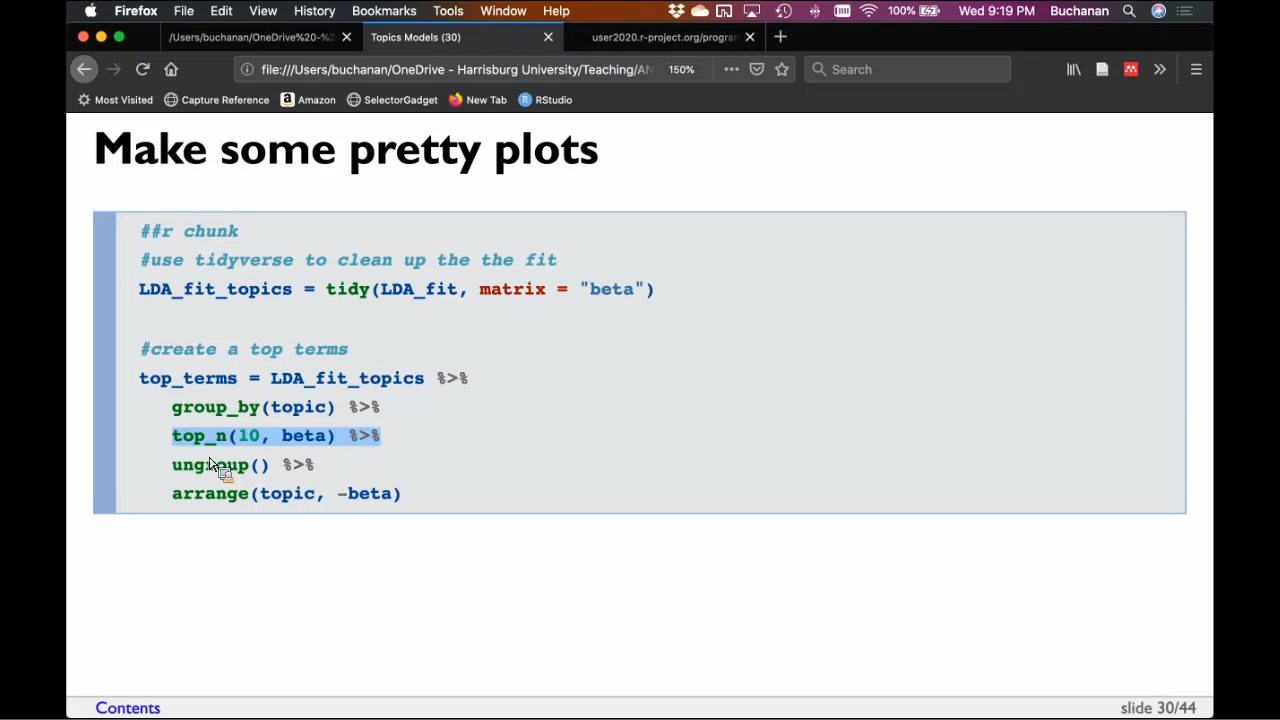 Firefox File Edit View History Bookmarks Tools Window Help 100% Wed 9:19 PM Buchanan
/Users/buchanan/OneDrive%20-%2 Topics Models (30) user2020.r-project.org/progran
file:///Users/buchanan/OneDrive - Harrisburg University/Teaching/AN 150% Search
Most Visited Capture Reference Amazon SelectorGadget New Tab RStudio
Make some pretty plots
##r chunk
#use tidyverse to clean up the the fit
LDA_fit_topics = tidy(LDA_fit, matrix = "beta")
#create a top terms
top_terms = LDA_fit_topics %>%
group_by(topic) %>%
top_n(10, beta) %>%
ungroup() %>%
arrange(topic, -beta)
Contents slide 30/44